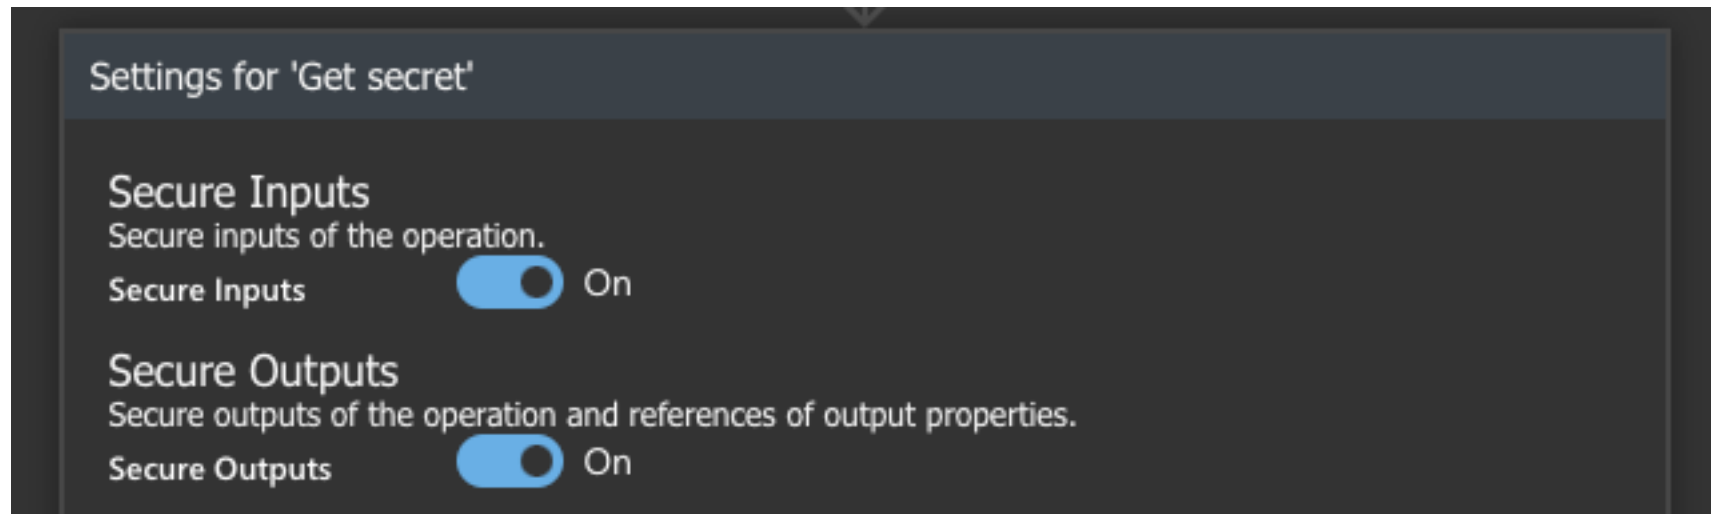 Settings for 'Get secret'
Secure Inputs
Secure inputs of the operation.
Secure Inputs On
Secure Outputs
Secure outputs of the operation and references of output properties.
Secure Outputs On